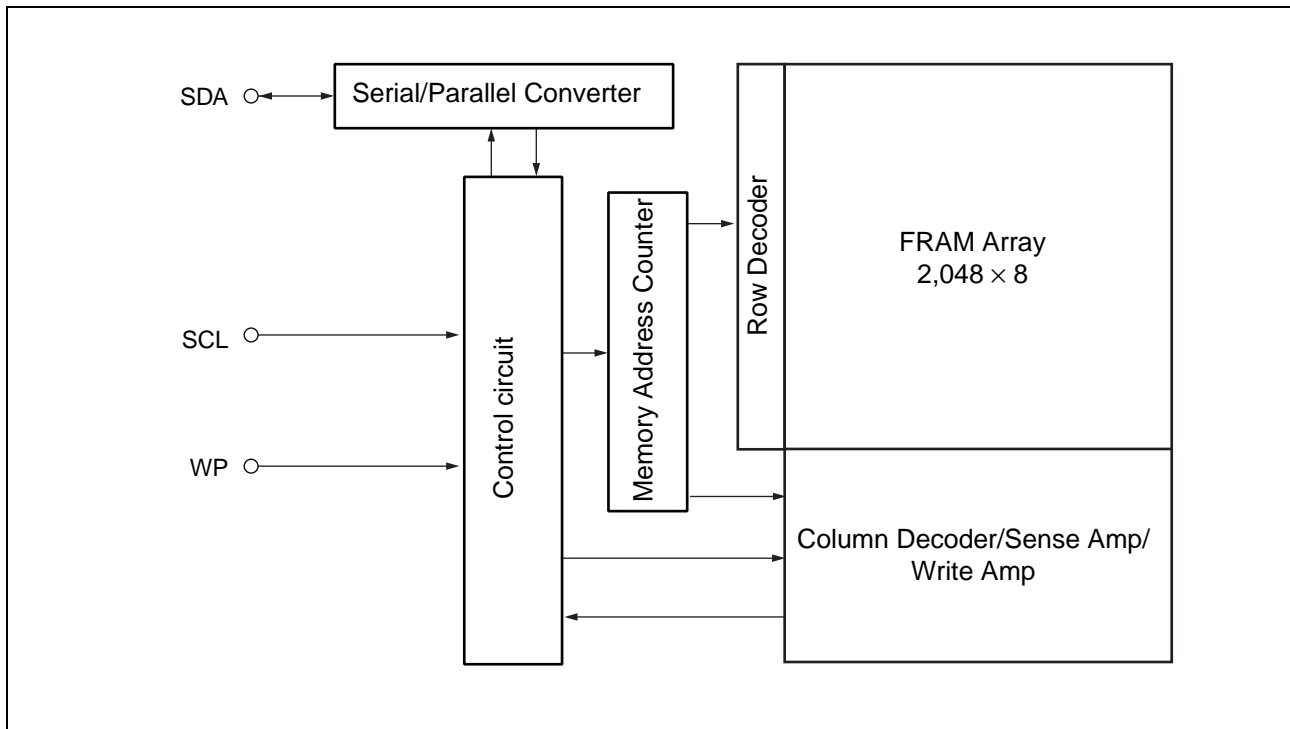 SDA
Serial/Parallel Converter
SCL
WP
Control circuit
Memory Address Counter
Row Decoder
FRAM Array
2,048 × 8
Column Decoder/Sense Amp/
Write Amp